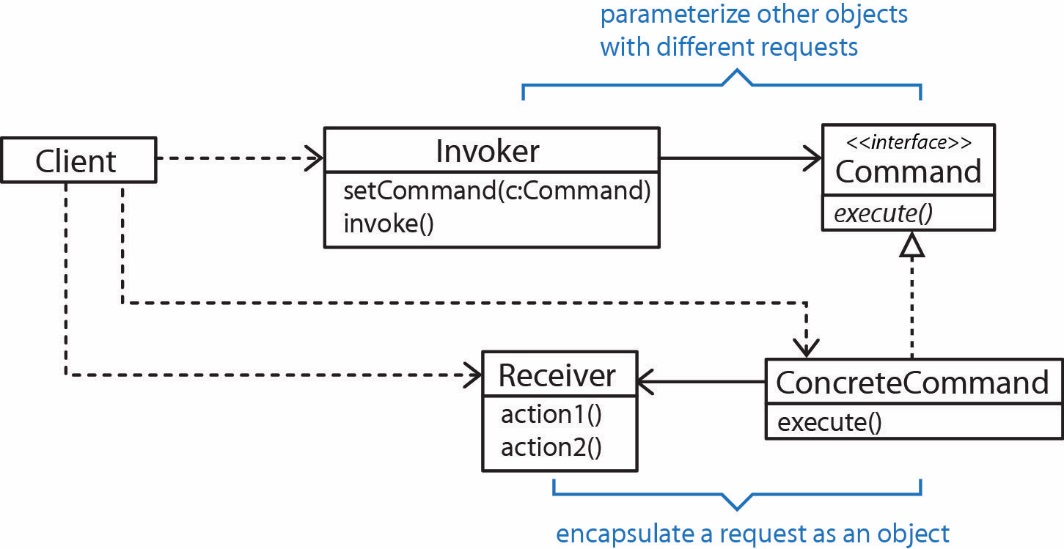 parameterize other objects
with different requests
Client
Invoker
setCommand(c:Command)
invoke()
<<interface>>
Command
execute()
Receiver
action1()
action2()
ConcreteCommand
execute()
encapsulate a request as an object